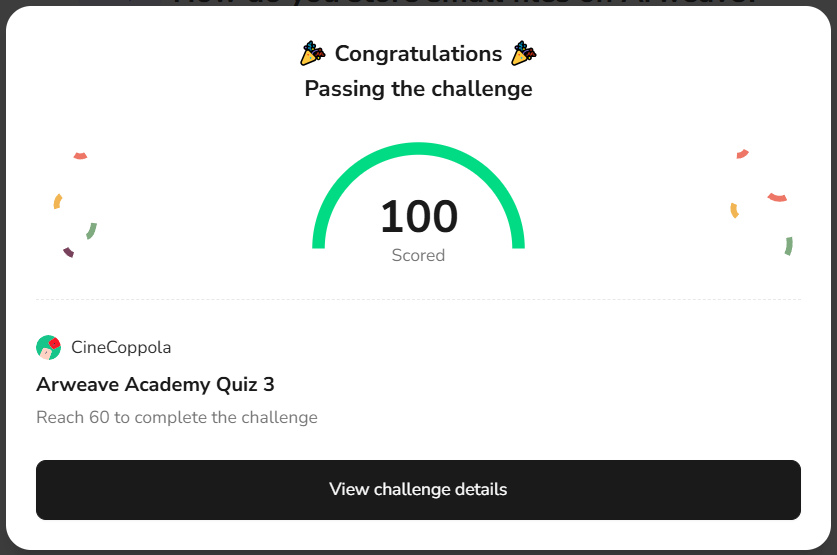 🎉 Congratulations 🎉
Passing the challenge
100
Scored
CineCoppola
Arweave Academy Quiz 3
Reach 60 to complete the challenge
View challenge details